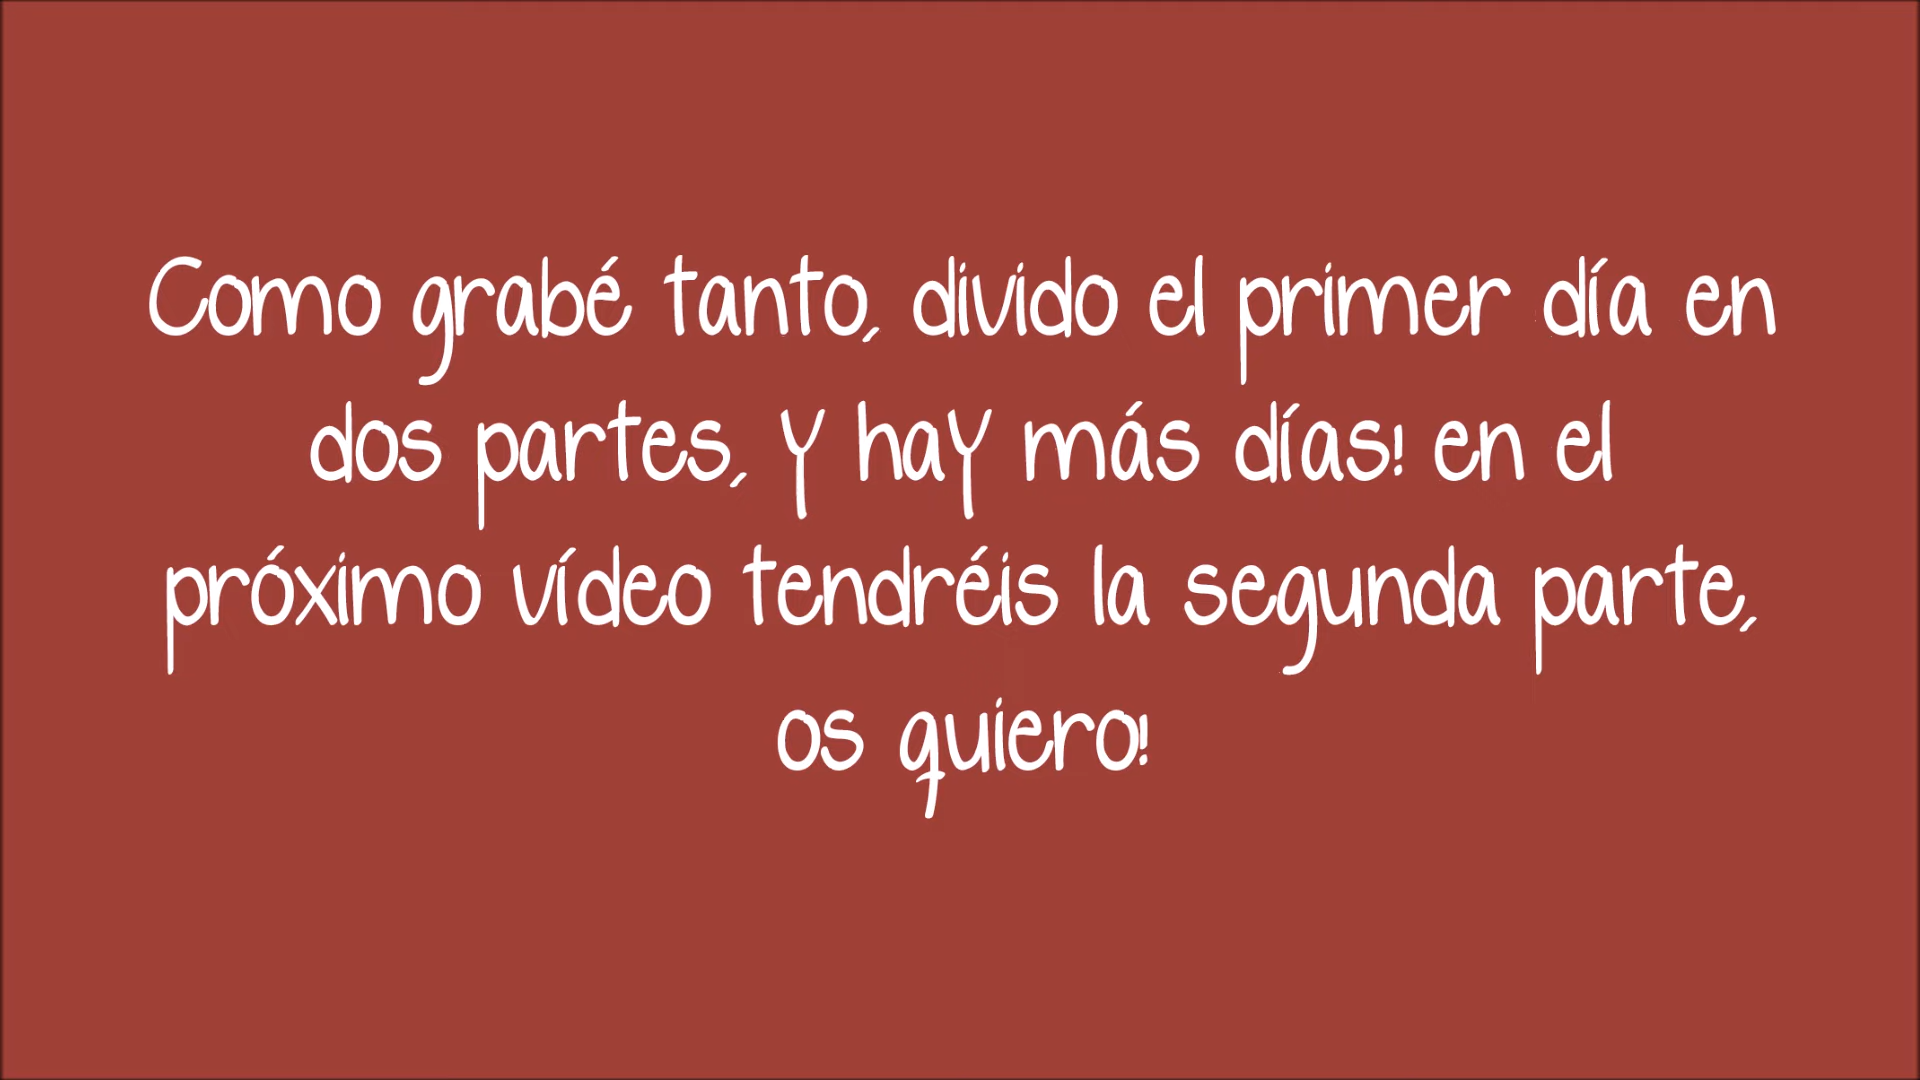 Como grabé tanto, divido el primer día en
dos partes, y hay más días! en el
próximo vídeo tendréis la segunda parte,
os quiero!